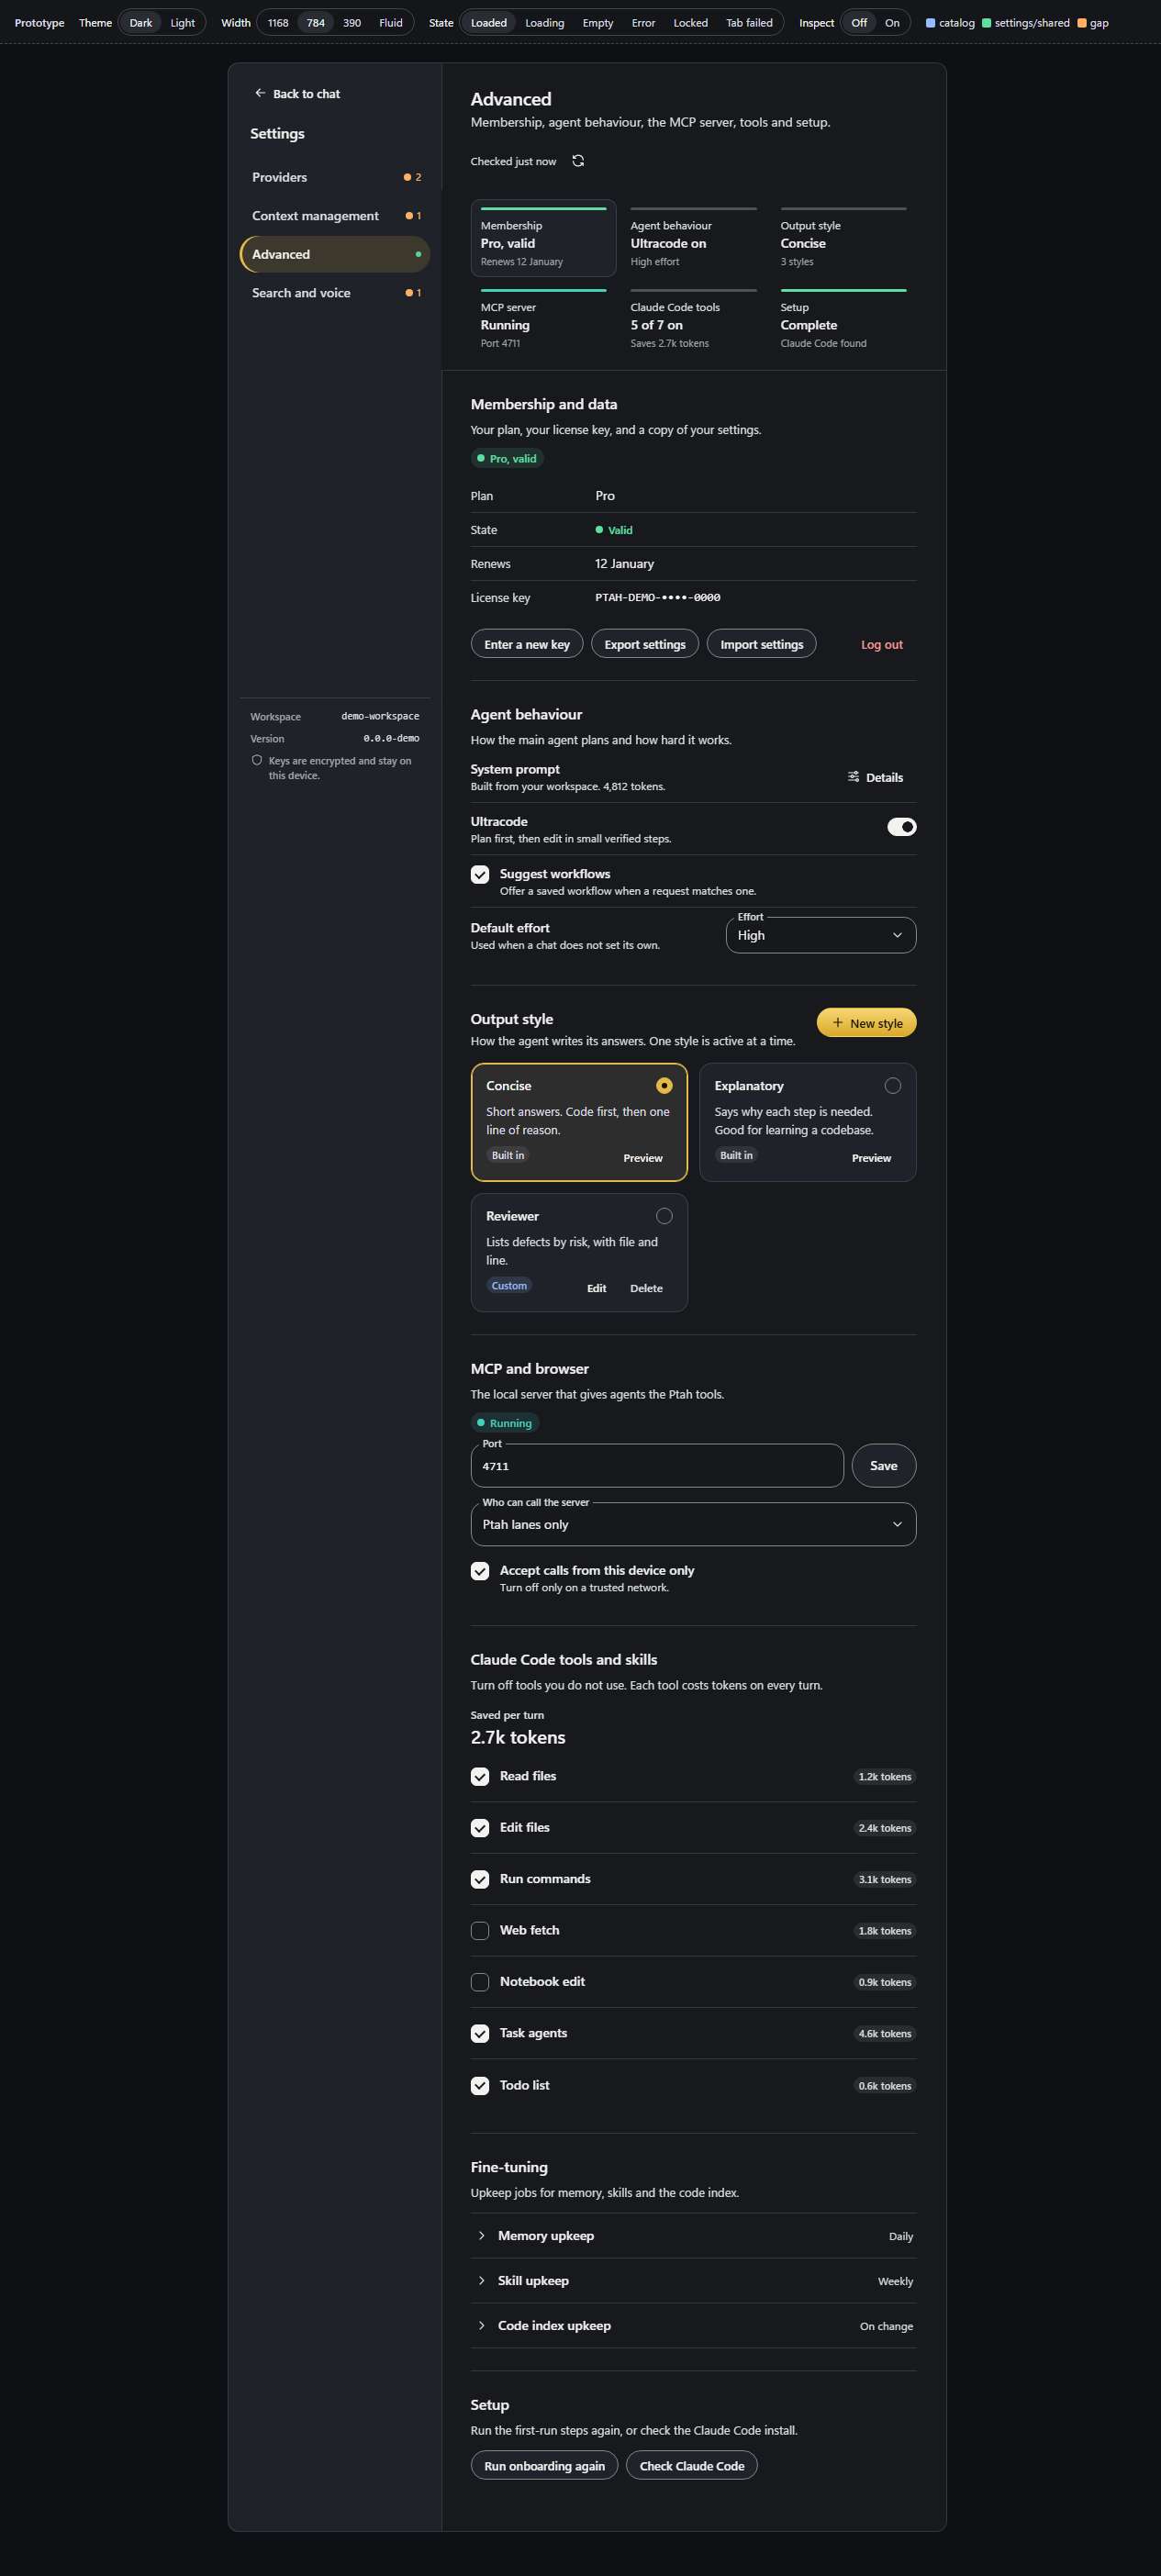 Prototype Theme Dark Light Width 1168 784 390 Fluid State Loaded Loading Empty Error Locked Tab failed Inspect Off On catalog settings/shared gap
Back to chat
Settings
Providers 2
Context management 1
Advanced
Search and voice 1
Workspace demo-workspace
Version 0.0.0-demo
Keys are encrypted and stay on
this device.
Advanced
Membership, agent behaviour, the MCP server, tools and setup.
Checked just now
Membership
Pro, valid
Renews 12 January
Agent behaviour
Ultracode on
High effort
Output style
Concise
3 styles
MCP server
Running
Port 4711
Claude Code tools
5 of 7 on
Saves 2.7k tokens
Setup
Complete
Claude Code found
Membership and data
Your plan, your license key, and a copy of your settings.
Pro, valid
Plan Pro
State Valid
Renews 12 January
License key PTAH-DEMO-••••-0000
Enter a new key Export settings Import settings Log out
Agent behaviour
How the main agent plans and how hard it works.
System prompt
Built from your workspace. 4,812 tokens.
Details
Ultracode
Plan first, then edit in small verified steps.
Suggest workflows
Offer a saved workflow when a request matches one.
Default effort
Used when a chat does not set its own.
Effort
High
Output style
How the agent writes its answers. One style is active at a time.
New style
Concise
Short answers. Code first, then one
line of reason.
Built in Preview
Explanatory
Says why each step is needed.
Good for learning a codebase.
Built in Preview
Reviewer
Lists defects by risk, with file and
line.
Custom Edit Delete
MCP and browser
The local server that gives agents the Ptah tools.
Running
Port
4711
Save
Who can call the server
Ptah lanes only
Accept calls from this device only
Turn off only on a trusted network.
Claude Code tools and skills
Turn off tools you do not use. Each tool costs tokens on every turn.
Saved per turn
2.7k tokens
Read files 1.2k tokens
Edit files 2.4k tokens
Run commands 3.1k tokens
Web fetch 1.8k tokens
Notebook edit 0.9k tokens
Task agents 4.6k tokens
Todo list 0.6k tokens
Fine-tuning
Upkeep jobs for memory, skills and the code index.
Memory upkeep Daily
Skill upkeep Weekly
Code index upkeep On change
Setup
Run the first-run steps again, or check the Claude Code install.
Run onboarding again Check Claude Code